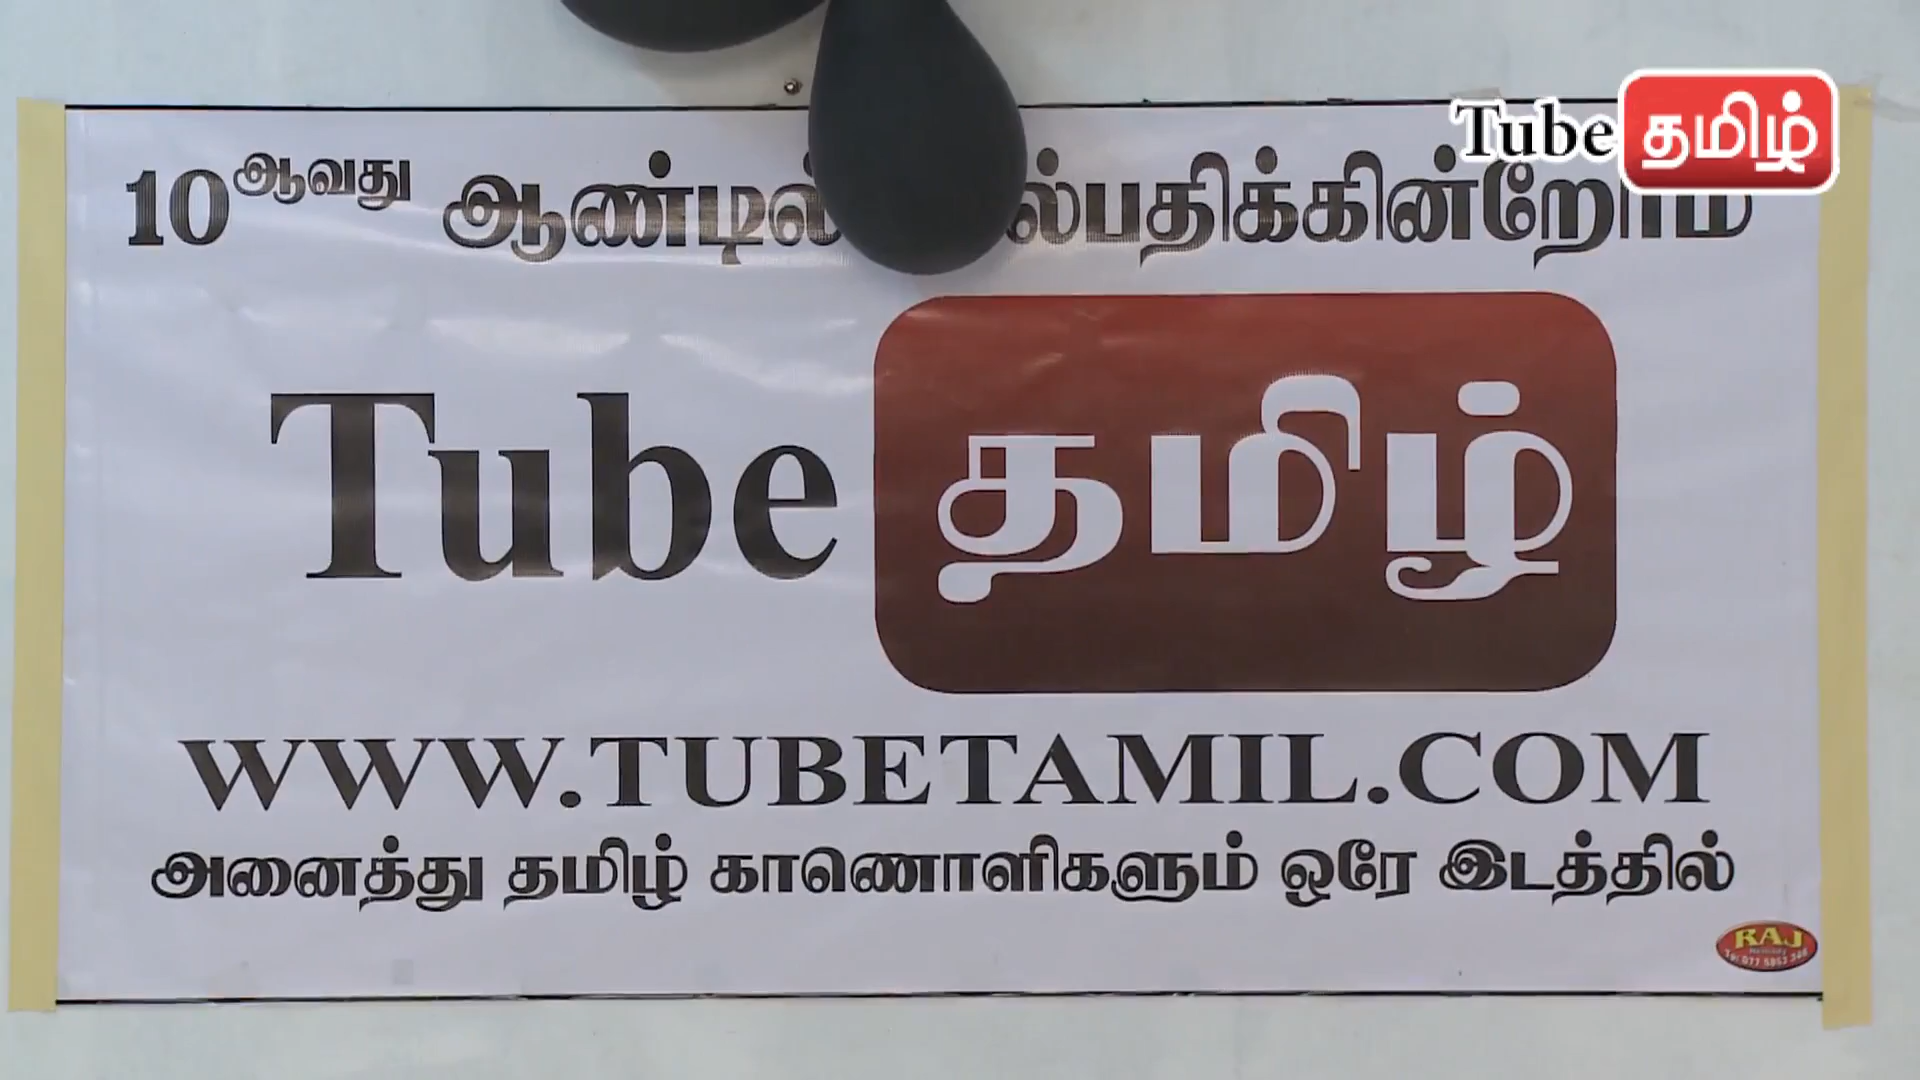 Tube தமிழ்
10ஆவது
Tube தமிழ்
WWW.TUBETAMIL.COM
அனைத்து தமிழ் காணொளிகளும் ஒரே இடத்தில்
RAJ